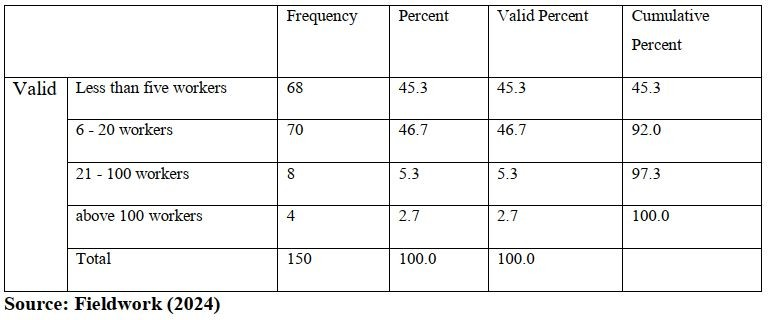 Frequency Percent Valid Percent Cumulative
Percent
Valid Less than five workers 68 45.3 45.3 45.3
6 - 20 workers 70 46.7 46.7 92.0
21 - 100 workers 8 5.3 5.3 97.3
above 100 workers 4 2.7 2.7 100.0
Total 150 100.0 100.0
Source: Fieldwork (2024)